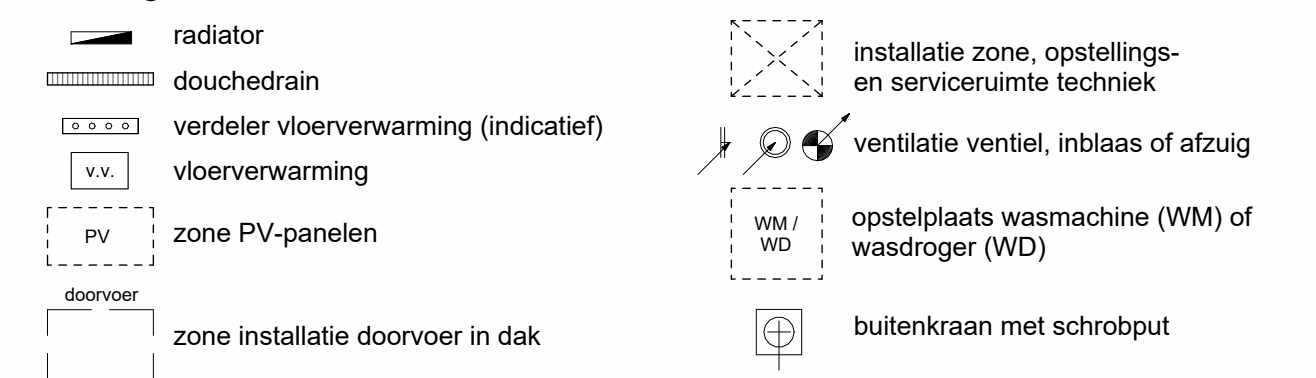 radiator
douchedrain
verdeler vloerverwarming (indicatief)
v.v.
vloerverwarming
PV
zone PV-panelen
doorvoer
zone installatie doorvoer in dak
installatie zone, opstellings-
en serviceruimte techniek
ventilatie ventiel, inblaas of afzuig
WM /
WD
opstelplaats wasmachine (WM) of
wasdroger (WD)
buitenkraan met schrobput